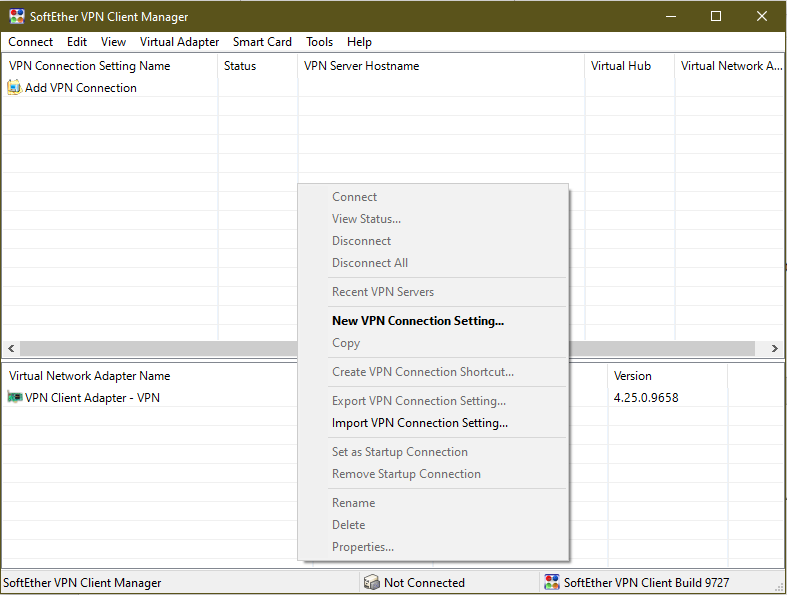 SoftEther VPN Client Manager
Connect Edit View Virtual Adapter Smart Card Tools Help
VPN Connection Setting Name Status VPN Server Hostname Virtual Hub Virtual Network A...
Add VPN Connection
Connect
View Status...
Disconnect
Disconnect All
Recent VPN Servers
New VPN Connection Setting...
Copy
Create VPN Connection Shortcut...
Export VPN Connection Setting...
Import VPN Connection Setting...
Set as Startup Connection
Remove Startup Connection
Rename
Delete
Properties...
Virtual Network Adapter Name Version
VPN Client Adapter - VPN 4.25.0.9658
SoftEther VPN Client Manager Not Connected SoftEther VPN Client Build 9727